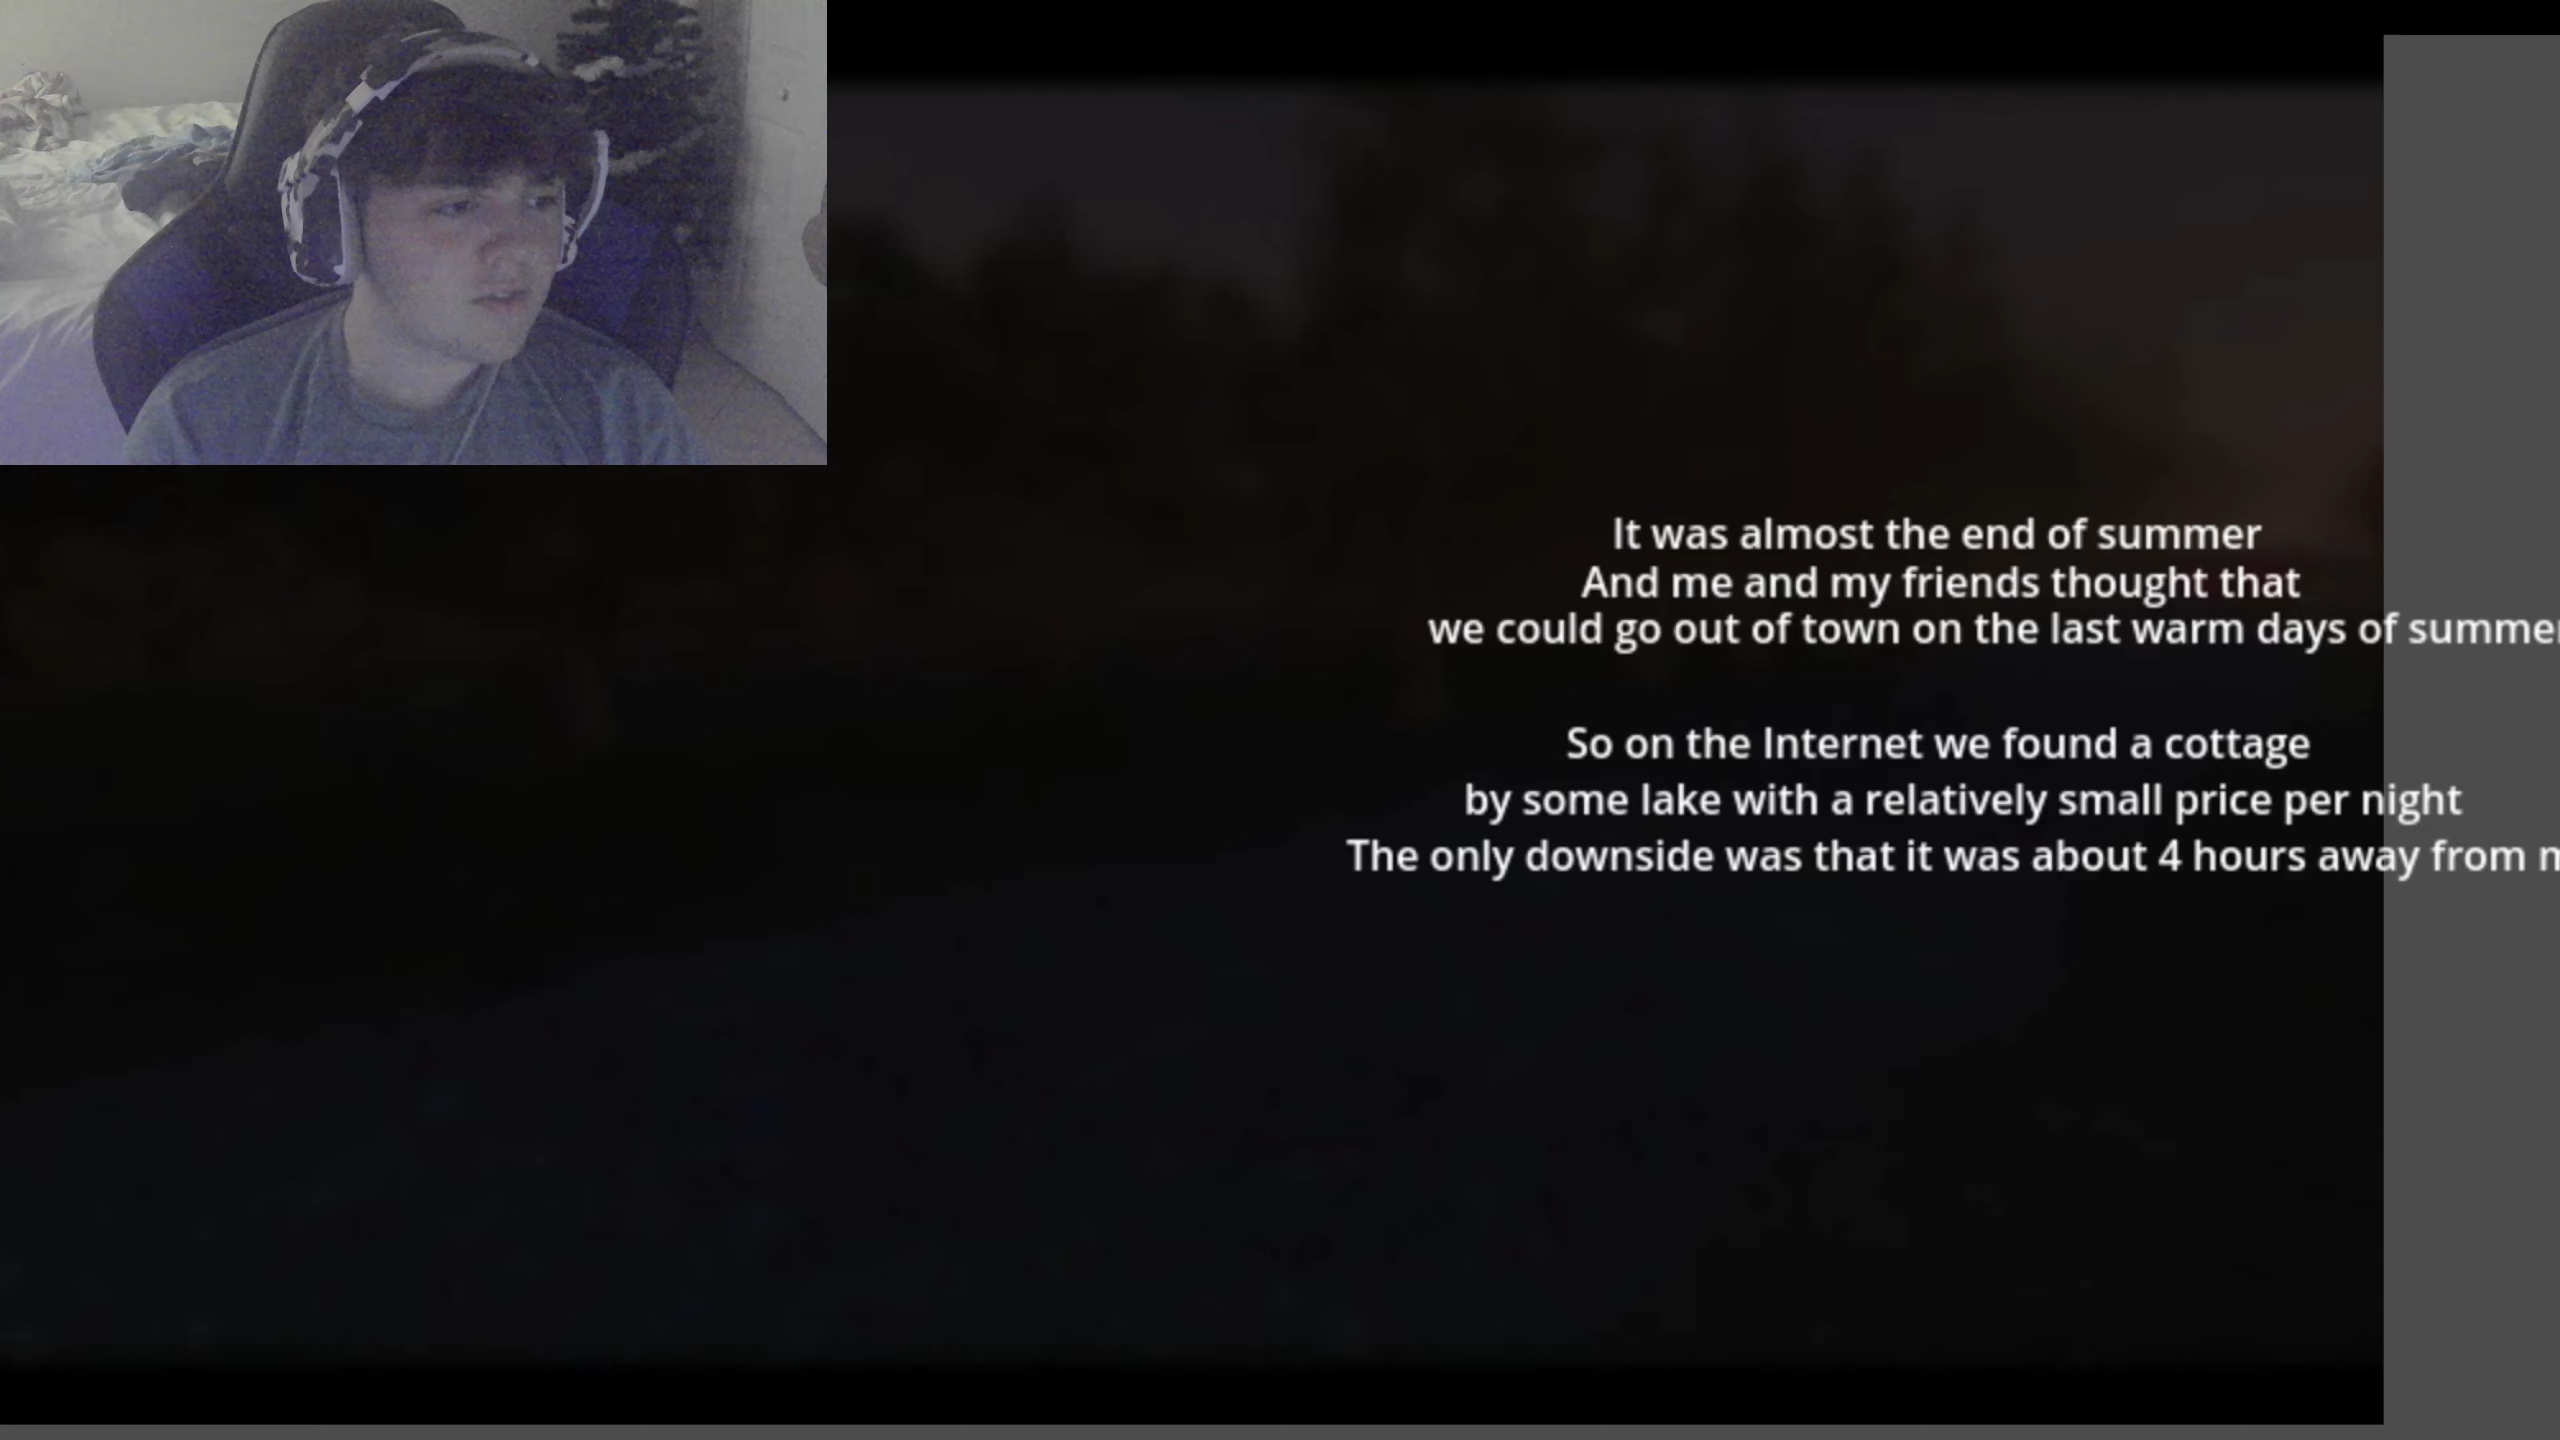 It was almost the end of summer
And me and my friends thought that
we could go out of town on the last warm days of summer
So on the Internet we found a cottage
by some lake with a relatively small price per night
The only downside was that it was about 4 hours away from